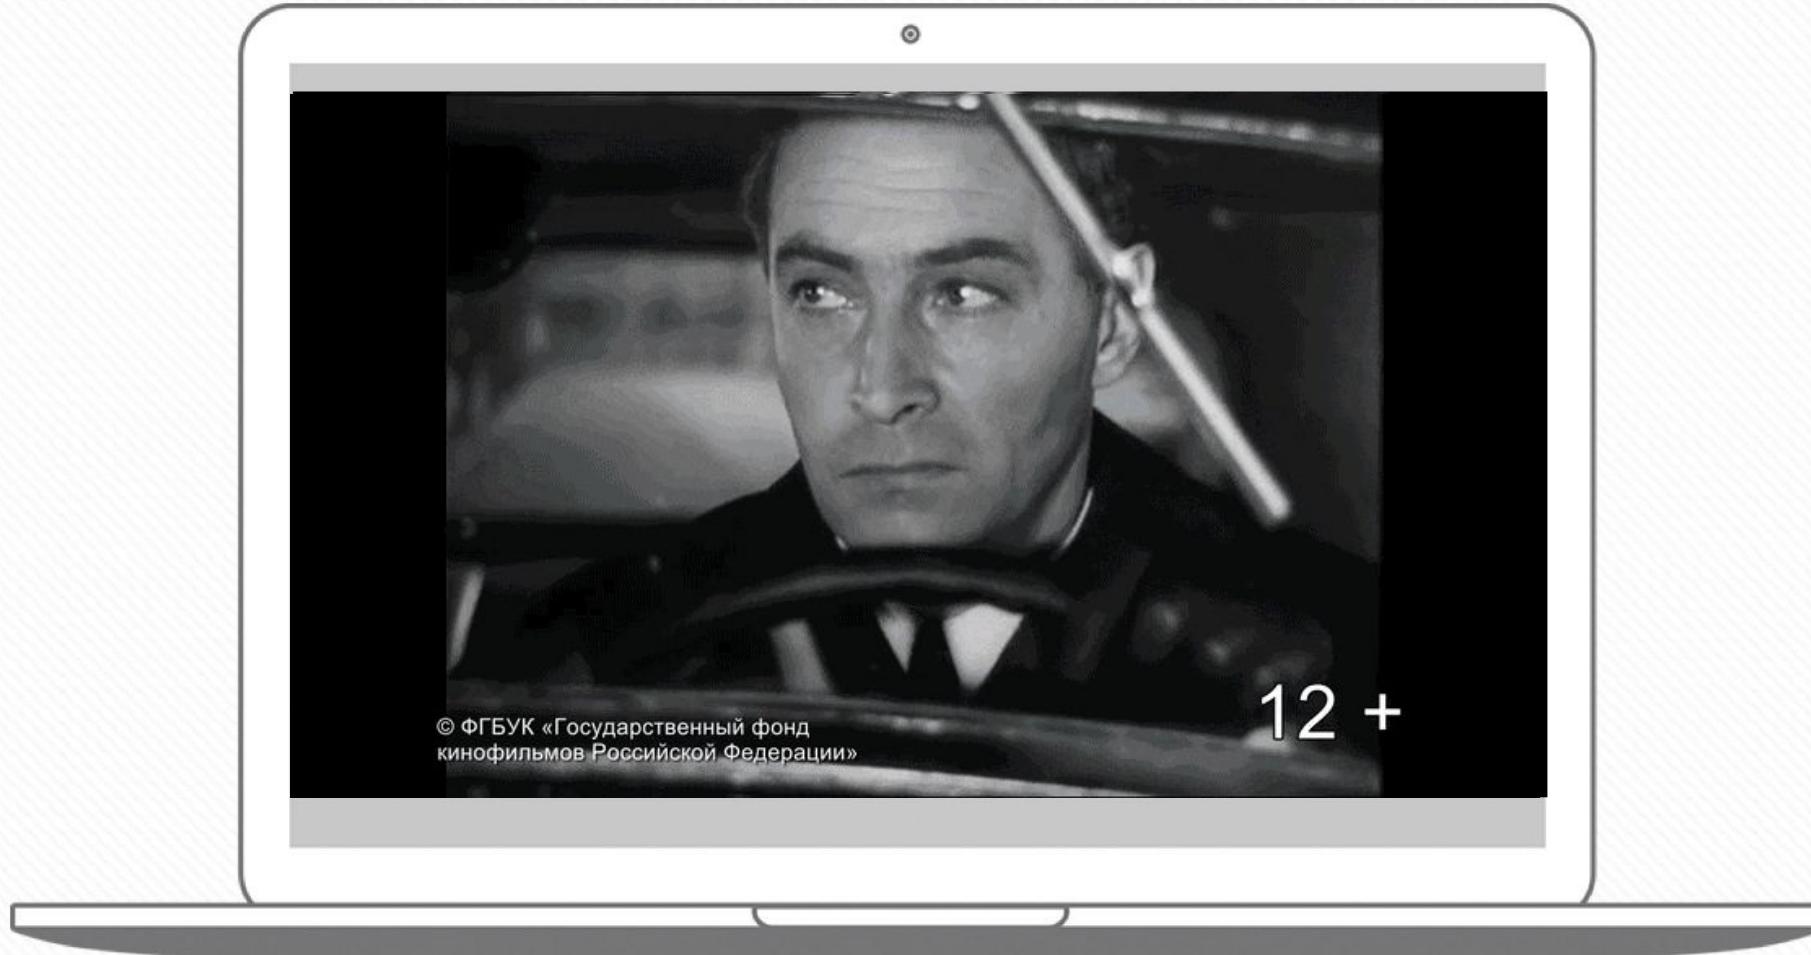 12 +
© ФГБУК «Государственный фонд
кинофильмов Российской Федерации»